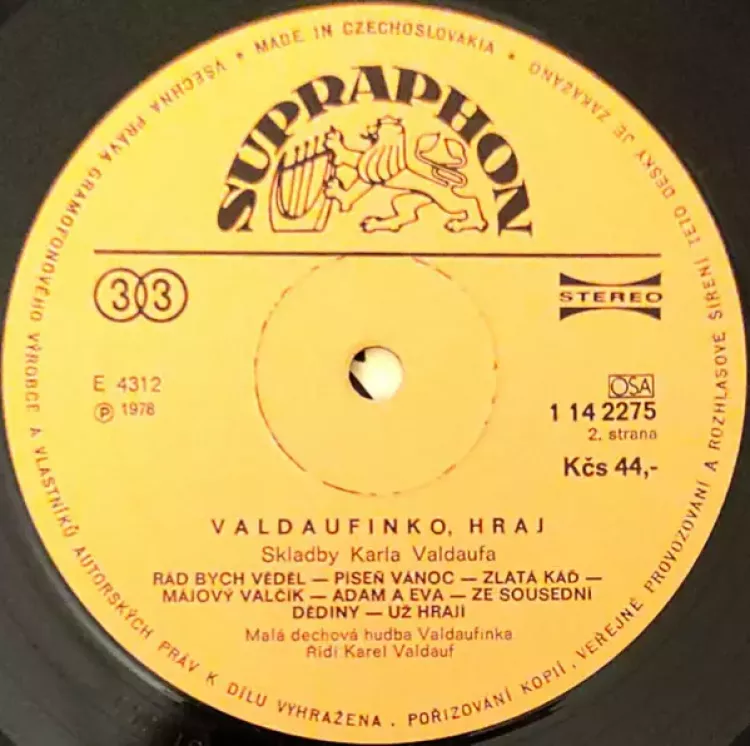 VŠECHNA PRÁVA GRAMOFONOVÉHO VÝROBCE A VLASTNÍKŮ AUTORSKÝCH PRÁV K DÍLU VYHRAŽENA . POŘIZOVÁNÍ KOPIÍ , VEŘEJNÉ PROVOZOVÁNÍ A ROZHLASOVÉ ŠÍŘENÍ TÉTO DESKY JE ZAKÁZÁNO
* MADE IN CZECHOSLOVAKIA *
SUPRAPHON
33
STEREO
E 4312
℗ 1978
OSA
1 14 2275
2. strana
Kčs 44,-
VALDAUFINKO, HRAJ
Skladby Karla Valdaufa
RÁD BYCH VĚDĚL — PÍSEŇ VÁNOC — ZLATÁ KÁĎ —
MÁJOVÝ VALČÍK — ADAM A EVA — ZE SOUSEDNÍ
DĚDINY — UŽ HRAJÍ
Malá dechová hudba Valdaufinka
Řídí Karel Valdauf